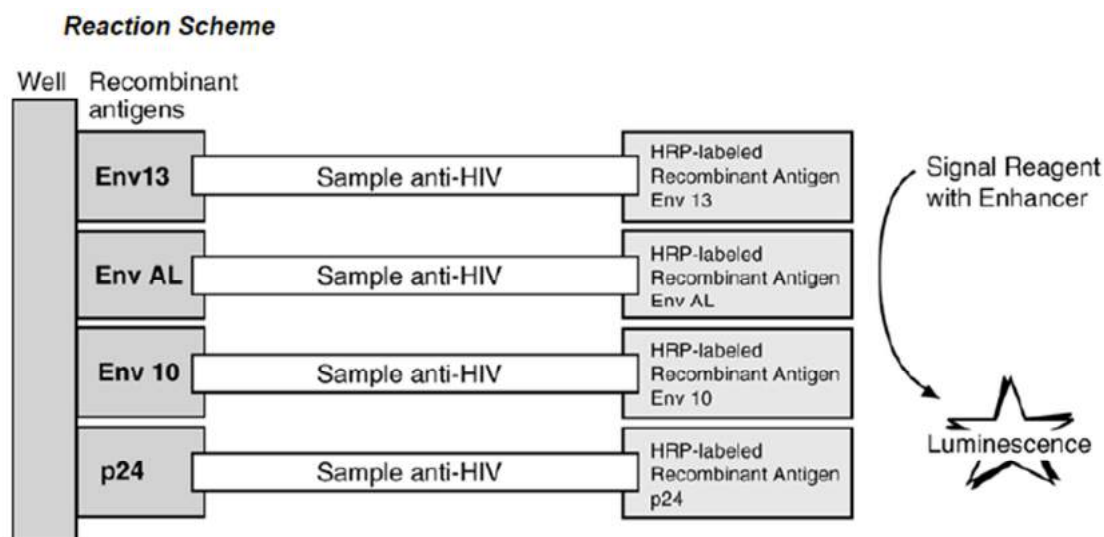 Reaction Scheme
Well
Recombinant
antigens
Env13
Sample anti-HIV
HRP-labeled
Recombinant Antigen
Env 13
Env AL
Sample anti-HIV
HRP-labeled
Recombinant Antigen
Env AL
Env 10
Sample anti-HIV
HRP-labeled
Recombinant Antigen
Env 10
p24
Sample anti-HIV
HRP-labeled
Recombinant Antigen
p24
Signal Reagent
with Enhancer
Luminescence